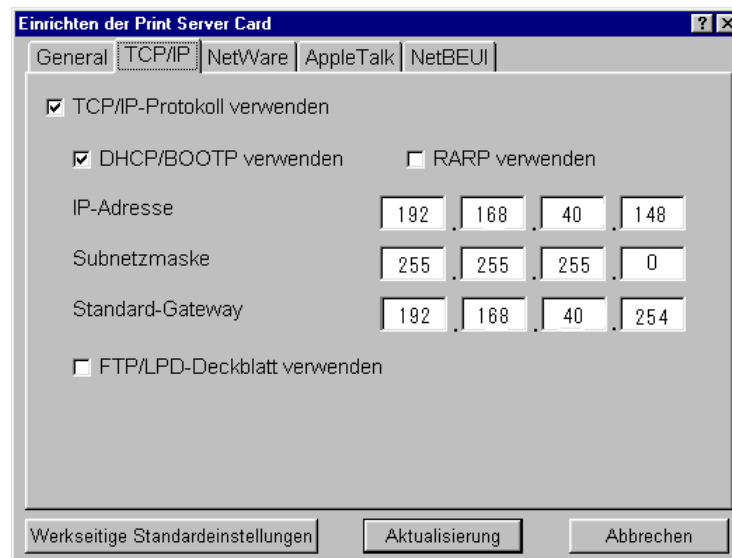 Einrichten der Print Server Card
General TCP/IP NetWare AppleTalk NetBEUI
TCP/IP-Protokoll verwenden
DHCP/BOOTP verwenden RARP verwenden
IP-Adresse 192 . 168 . 40 . 148
Subnetzmaske 255 . 255 . 255 . 0
Standard-Gateway 192 . 168 . 40 . 254
FTP/LPD-Deckblatt verwenden
Werkseitige Standardeinstellungen Aktualisierung Abbrechen